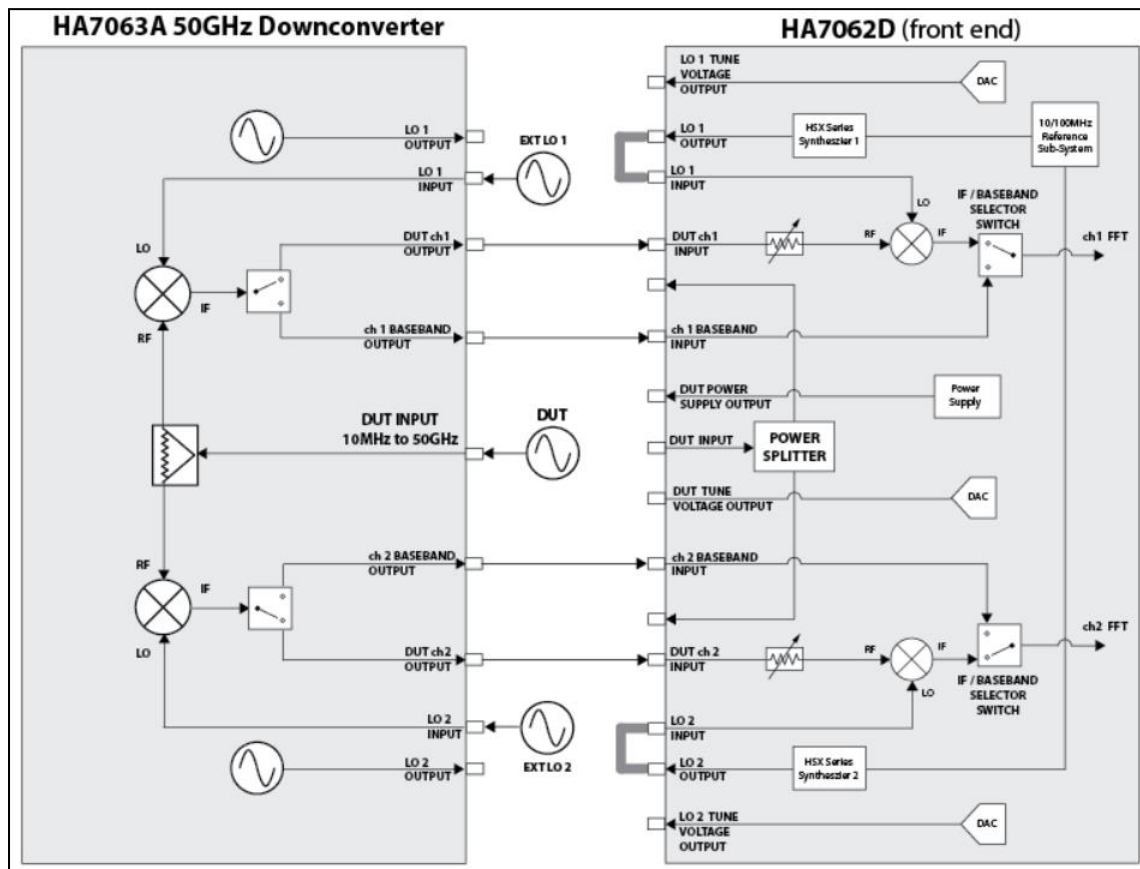 HA7063A 50GHz Downconverter
LO 1
OUTPUT
EXT LO 1
LO 1
INPUT
LO
DUT ch1
OUTPUT
IF
RF
ch 1 BASEBAND
OUTPUT
DUT INPUT
10MHz to 50GHz
DUT
RF
ch 2 BASEBAND
OUTPUT
IF
LO
DUT ch2
OUTPUT
LO 2
INPUT
EXT LO 2
LO 2
OUTPUT
HA7062D (front end)
LO 1 TUNE
VOLTAGE
OUTPUT
DAC
LO 1
OUTPUT
HSX Series
Syntheszier 1
10/100MHz
Reference
Sub-System
LO 1
INPUT
LO
IF / BASEBAND
SELECTOR
SWITCH
DUT ch1
INPUT
RF
IF
ch1 FFT
ch 1 BASEBAND
INPUT
DUT POWER
SUPPLY OUTPUT
Power
Supply
DUT INPUT
POWER
SPLITTER
DUT TUNE
VOLTAGE OUTPUT
DAC
ch 2 BASEBAND
INPUT
ch2 FFT
DUT ch 2
INPUT
RF
IF
LO
IF / BASEBAND
SELECTOR
SWITCH
LO 2
INPUT
LO 2
OUTPUT
HSX Series
Syntheszier 2
LO 2 TUNE
VOLTAGE
OUTPUT
DAC